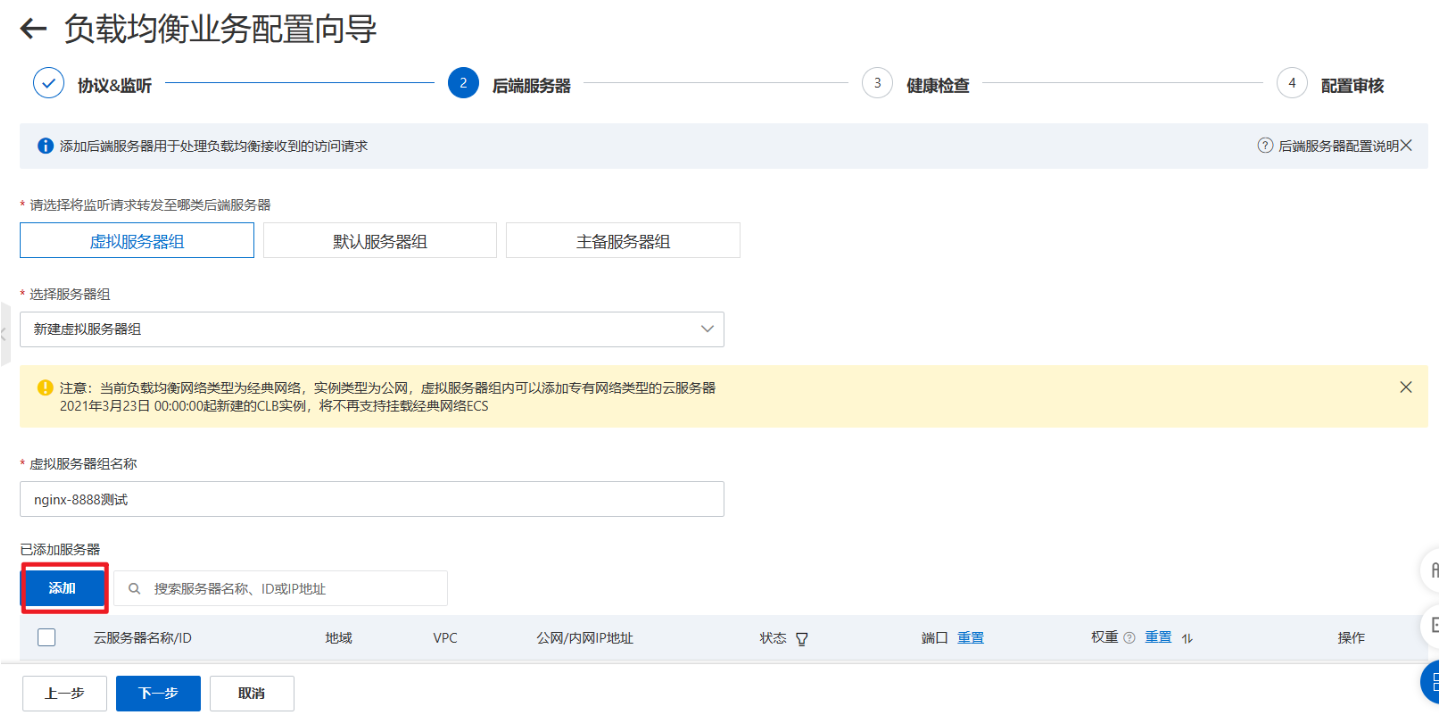 负载均衡业务配置向导
协议&监听
2 后端服务器
3 健康检查
4 配置审核
添加后端服务器用于处理负载均衡接收到的访问请求
后端服务器配置说明
* 请选择将监听请求转发至哪类后端服务器
虚拟服务器组 默认服务器组 主备服务器组
* 选择服务器组
新建虚拟服务器组
注意：当前负载均衡网络类型为经典网络，实例类型为公网，虚拟服务器组内可以添加专有网络类型的云服务器
2021年3月23日 00:00:00起新建的CLB实例，将不再支持挂载经典网络ECS
* 虚拟服务器组名称
nginx-8888测试
已添加服务器
添加 搜索服务器名称、ID或IP地址
云服务器名称/ID 地域 VPC 公网/内网IP地址 状态 端口 重置 权重 重置 操作
上一步 下一步 取消